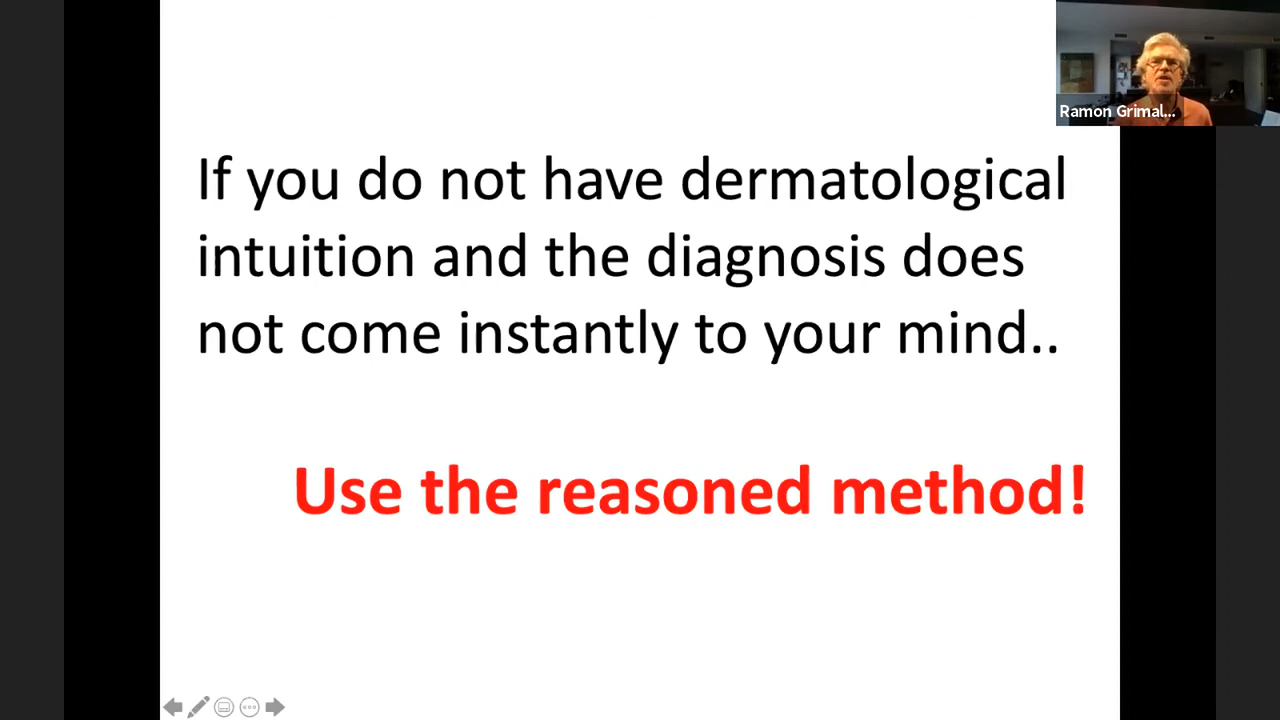 Ramon Grimal...
If you do not have dermatological
intuition and the diagnosis does
not come instantly to your mind..
Use the reasoned method!